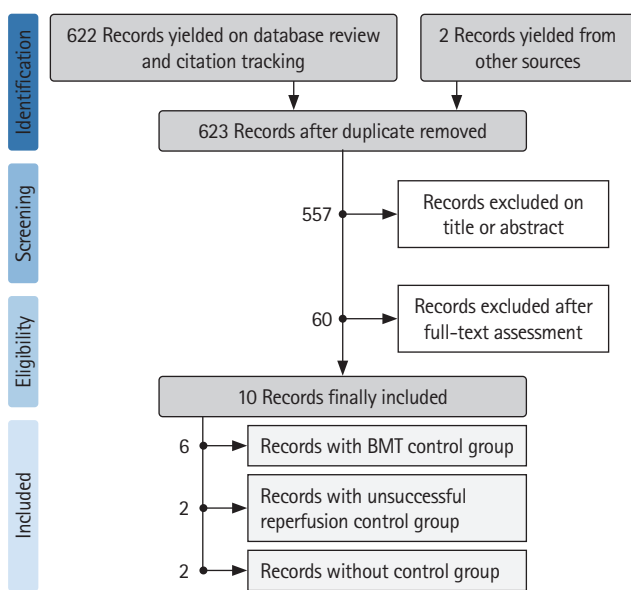 Identification
622 Records yielded on database review
and citation tracking
2 Records yielded from
other sources
623 Records after duplicate removed
Screening
557
Records excluded on
title or abstract
Eligibility
60
Records excluded after
full-text assessment
10 Records finally included
Included
6
Records with BMT control group
2
Records with unsuccessful
reperfusion control group
2
Records without control group